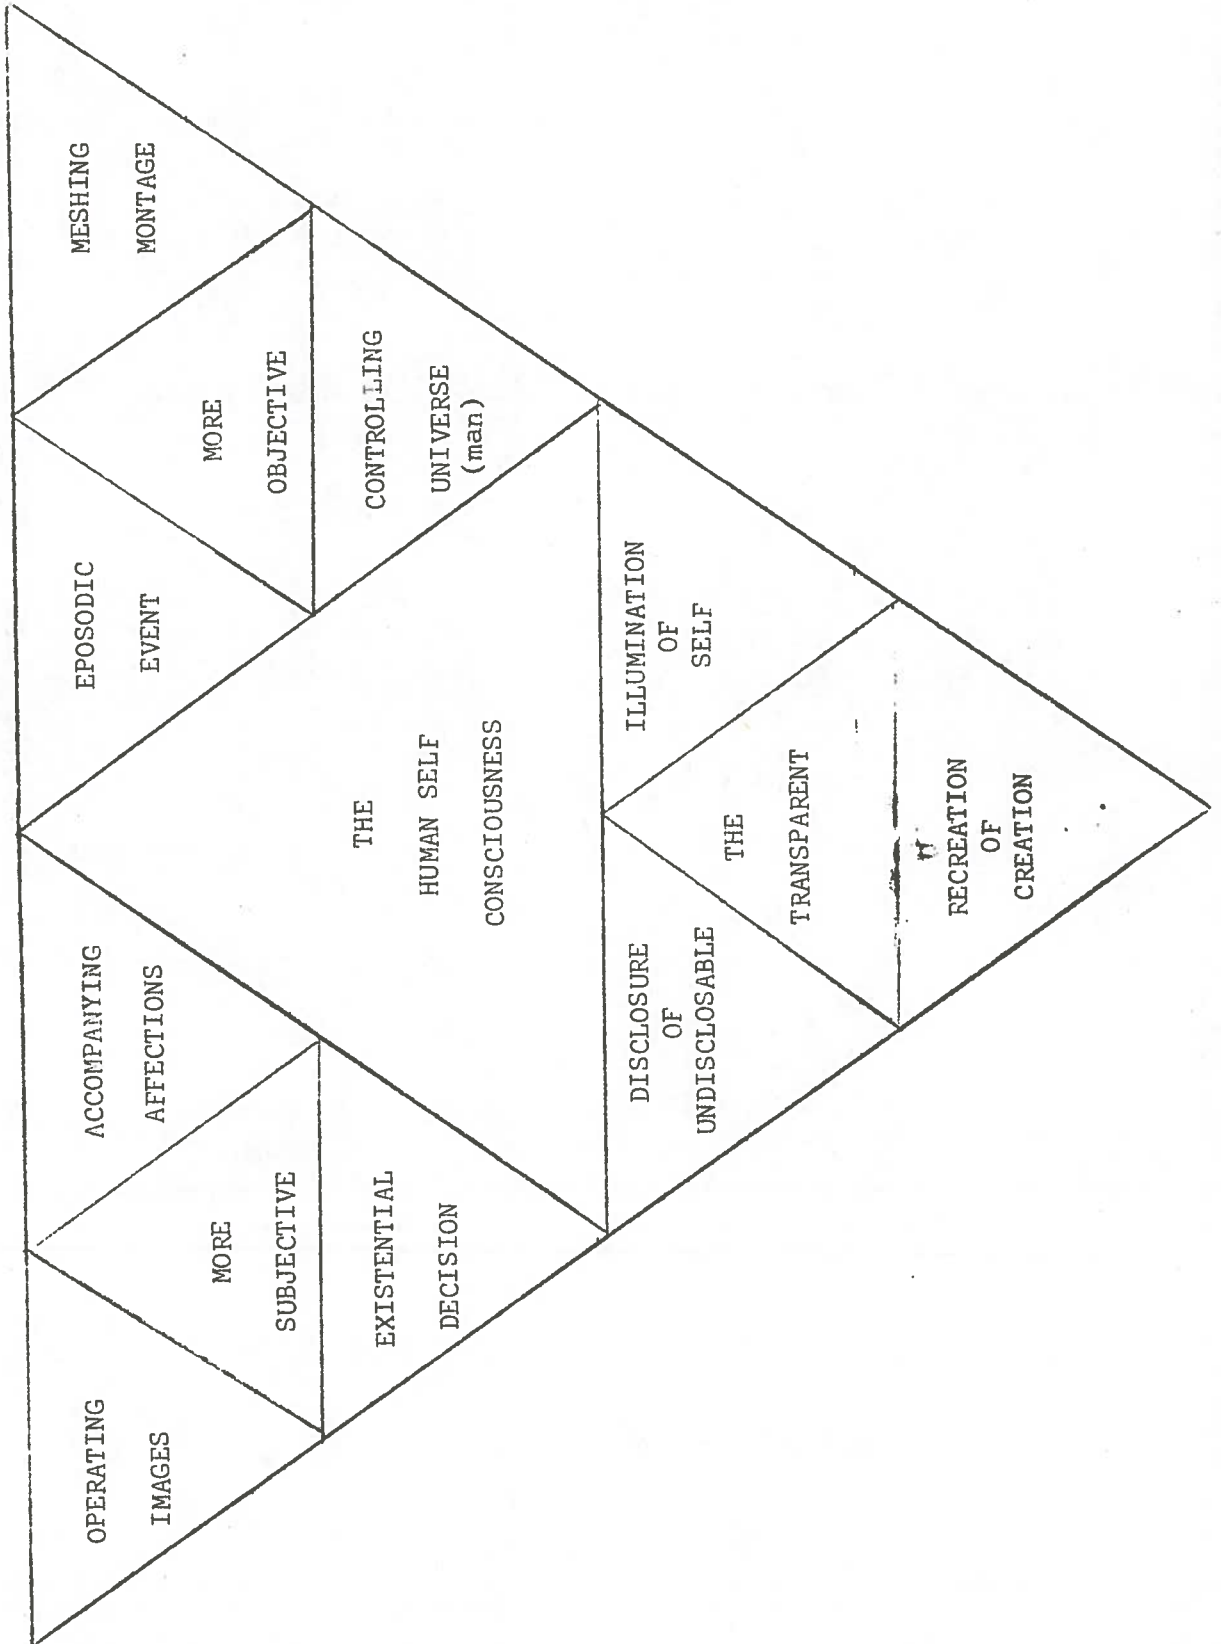 MESHING
MONTAGE
MORE
OBJECTIVE
CONTROLLING
UNIVERSE
(man)
EPOSODIC
EVENT
THE
HUMAN SELF
CONSCIOUSNESS
ACCOMPANYING
AFFECTIONS
MORE
SUBJECTIVE
EXISTENTIAL
DECISION
OPERATING
IMAGES
ILLUMINATION
OF
SELF
THE
TRANSPARENT
DISCLOSURE
OF
UNDISCLOSABLE
RECREATION
OF
CREATION